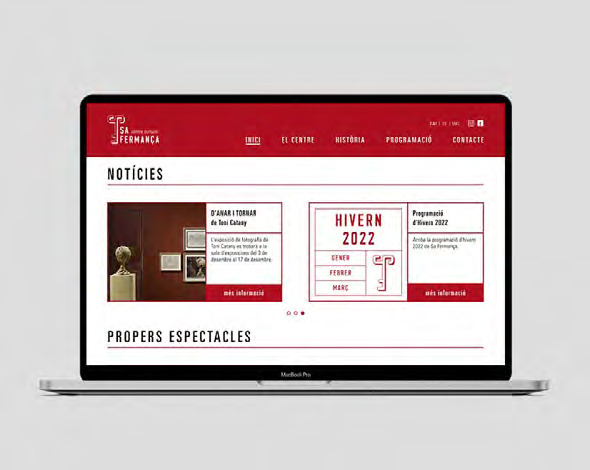 SA centre cultural
FERMANÇA
INICI
EL CENTRE
HISTÒRIA
PROGRAMACIÓ
CONTACTE
NOTÍCIES
D'ANAR I TORNAR
de Toni Catany
L'exposició de fotografia de
Toni Catany es trobarà a la
sala d'exposicions del 3 de
desembre al 17 de desembre.
més informació
HIVERN
2022
GENER
FEBRER
MARÇ
Programació
d'Hivern 2022
Arriba la programació d'hivern
2022 de Sa Fermança.
més informació
PROPERS ESPECTACLES
MacBook Pro